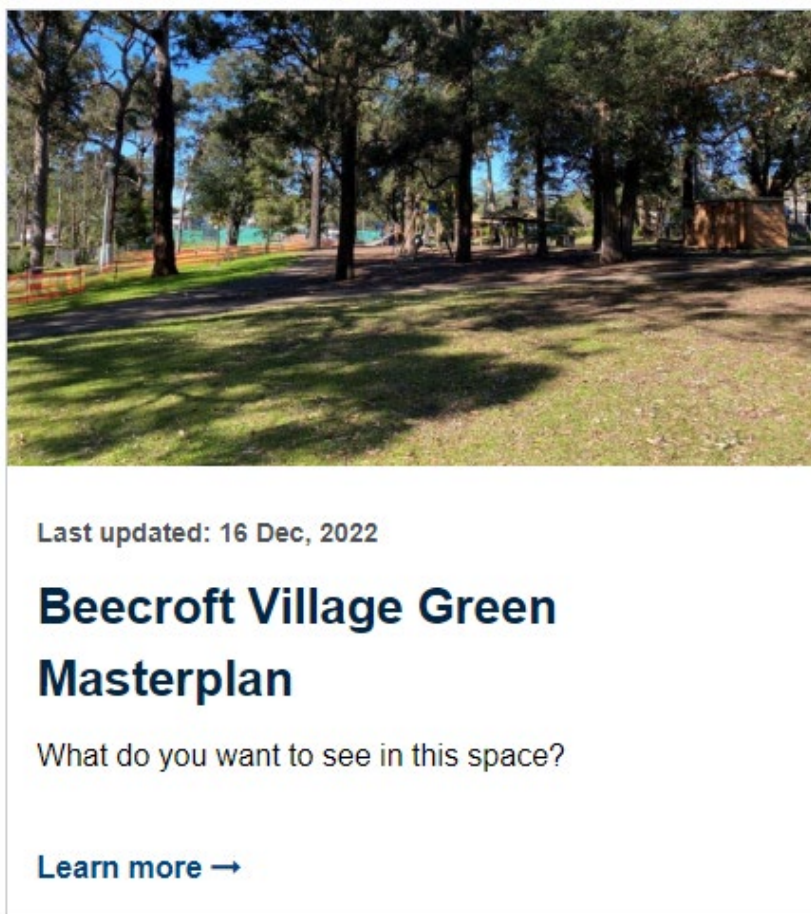 Last updated: 16 Dec, 2022
Beecroft Village Green
Masterplan
What do you want to see in this space?
Learn more →